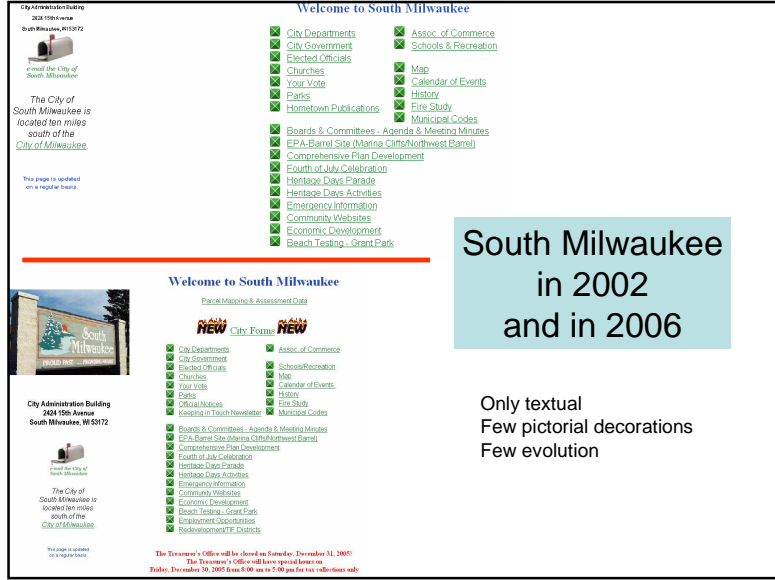 City Administration Building
2424 15th Avenue
South Milwaukee, WI 53172
e-mail the City of
South Milwaukee
The City of
South Milwaukee is
located ten miles
south of the
City of Milwaukee.
This page is updated
on a regular basis.
Welcome to South Milwaukee
City Departments
City Government
Elected Officials
Churches
Your Vote
Parks
Hometown Publications
Assoc. of Commerce
Schools & Recreation
Map
Calendar of Events
History
Fire Study
Municipal Codes
Boards & Committees - Agenda & Meeting Minutes
EPA-Barrel Site (Marina Cliffs/Northwest Barrel)
Comprehensive Plan Development
Fourth of July Celebration
Heritage Days Parade
Heritage Days Activities
Emergency Information
Community Websites
Economic Development
Beach Testing - Grant Park
South Milwaukee
in 2002
and in 2006
Only textual
Few pictorial decorations
Few evolution
South
Milwaukee
PROUD PAST
City Administration Building
2424 15th Avenue
South Milwaukee, WI 53172
e-mail the City of
South Milwaukee
The City of
South Milwaukee is
located ten miles
south of the
City of Milwaukee.
This page is updated
on a regular basis.
Welcome to South Milwaukee
Parcel Mapping & Assessment Data
NEW City Forms NEW
City Departments
City Government
Elected Officials
Churches
Your Vote
Parks
Official Notices
Keeping in Touch Newsletter
Assoc. of Commerce
Schools/Recreation
Map
Calendar of Events
History
Fire Study
Municipal Codes
Boards & Committees - Agenda & Meeting Minutes
EPA-Barrel Site (Marina Cliffs/Northwest Barrel)
Comprehensive Plan Development
Fourth of July Celebration
Heritage Days Parade
Heritage Days Activities
Emergency Information
Community Websites
Economic Development
Beach Testing - Grant Park
Employment Opportunities
Redevelopment/TIF Districts
The Treasurer's Office will be closed on Saturday, December 31, 2005!
The Treasurer's Office will have special hours on
Friday, December 30, 2005 from 8:00 am to 5:00 pm for tax collections only